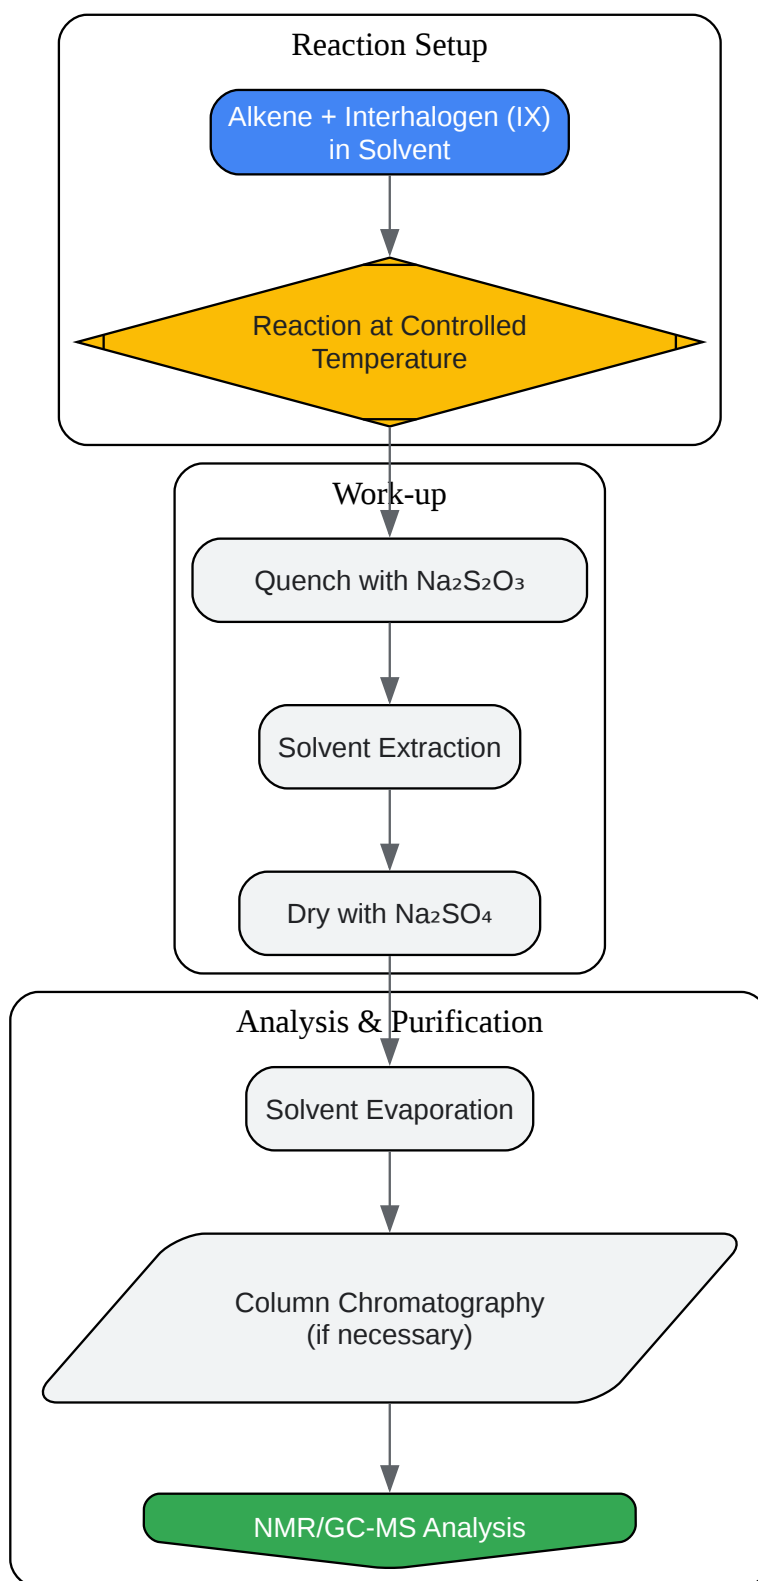 Reaction Setup
Alkene + Interhalogen (IX)
in Solvent
Reaction at Controlled
Temperature
Work-up
Quench with Na₂S₂O₃
Solvent Extraction
Dry with Na₂SO₄
Analysis & Purification
Solvent Evaporation
Column Chromatography
(if necessary)
NMR/GC-MS Analysis